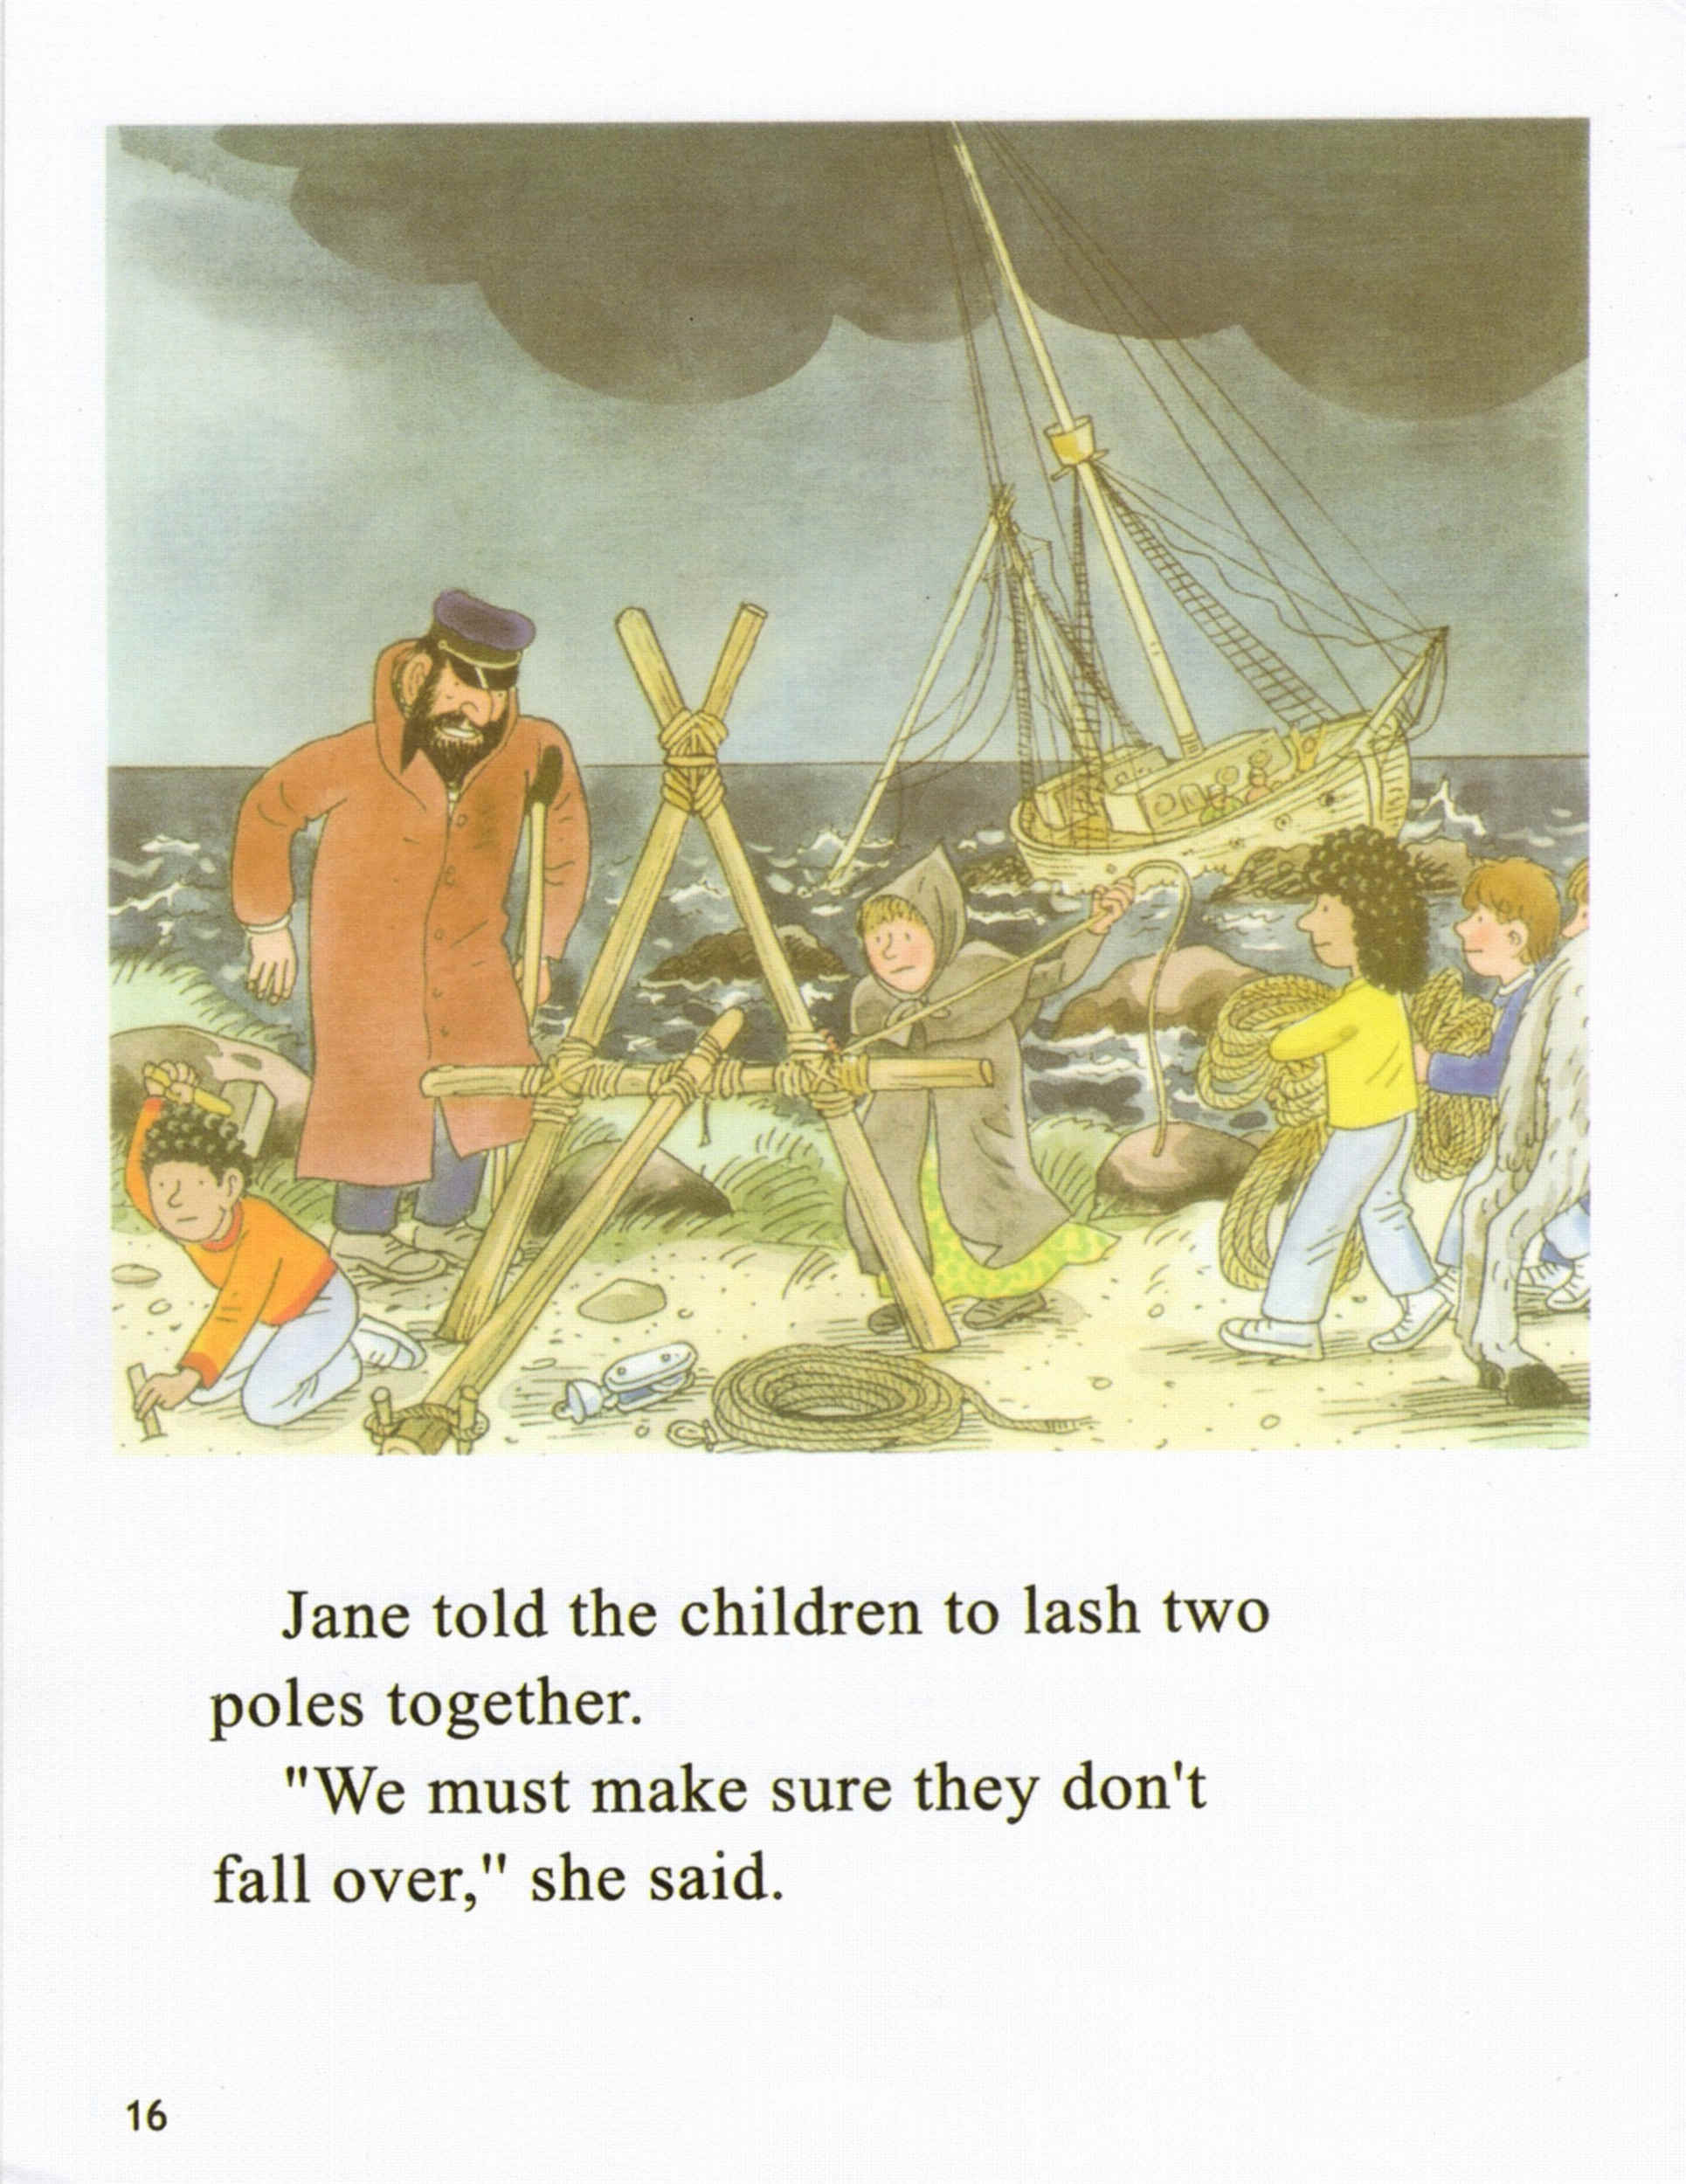 Jane told the children to lash two
poles together.
"We must make sure they don't
fall over," she said.
16